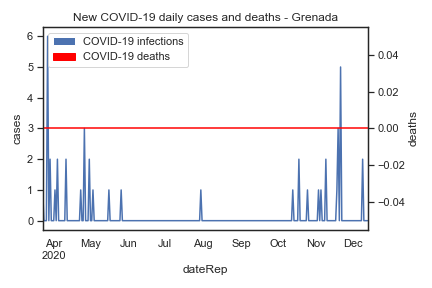 New COVID-19 daily cases and deaths - Grenada
COVID-19 infections
COVID-19 deaths
6
5
4
3
2
1
0
cases
0.04
0.02
0.00
−0.02
−0.04
deaths
Apr May Jun Jul Aug Sep Oct Nov Dec
2020
dateRep